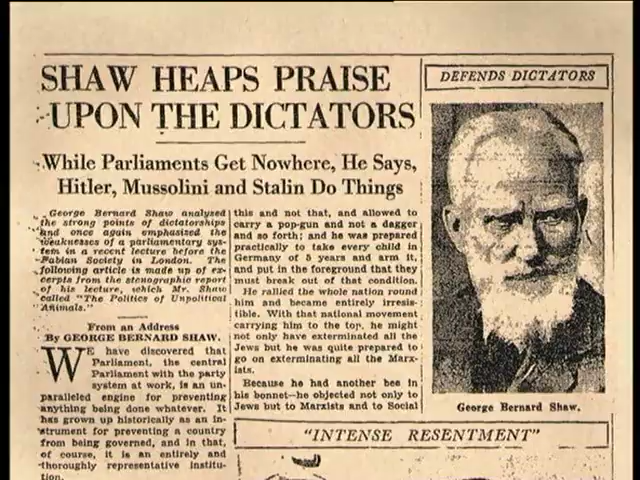 SHAW HEAPS PRAISE
UPON THE DICTATORS
While Parliaments Get Nowhere, He Says,
Hitler, Mussolini and Stalin Do Things
George Bernard Shaw analysed
the strong points of dictatorships
and once again emphasized the
weaknesses of a parliamentary sys-
tem in a recent lecture before the
Fabian Society in London. The
following article is made up of ex-
cerpts from the stenographic report
of his lecture, which Mr. Shaw
called "The Politics of Unpolitical
Animals."
From an Address
By GEORGE BERNARD SHAW.
WE have discovered that
Parliament, the central
Parliament with the party
system at work, is an un-
paralleled engine for preventing
anything being done whatever. It
has grown up historically as an in-
strument for preventing a country
from being governed, and in that,
of course, it is an entirely and
thoroughly representative institu-
tion.
this and not that, and allowed to
carry a pop-gun and not a dagger
and so forth; and he was prepared
practically to take every child in
Germany of 5 years and arm it,
and put in the foreground that they
must break out of that condition.
He rallied the whole nation round
him and became entirely irresis-
tible. With that national movement
carrying him to the top, he might
not only have exterminated all the
Jews but he was quite prepared to
go on exterminating all the Marx-
ists.
Because he had another bee in
his bonnet—he objected not only to
Jews but to Marxists and to Social
DEFENDS DICTATORS
George Bernard Shaw.
"INTENSE RESENTMENT"